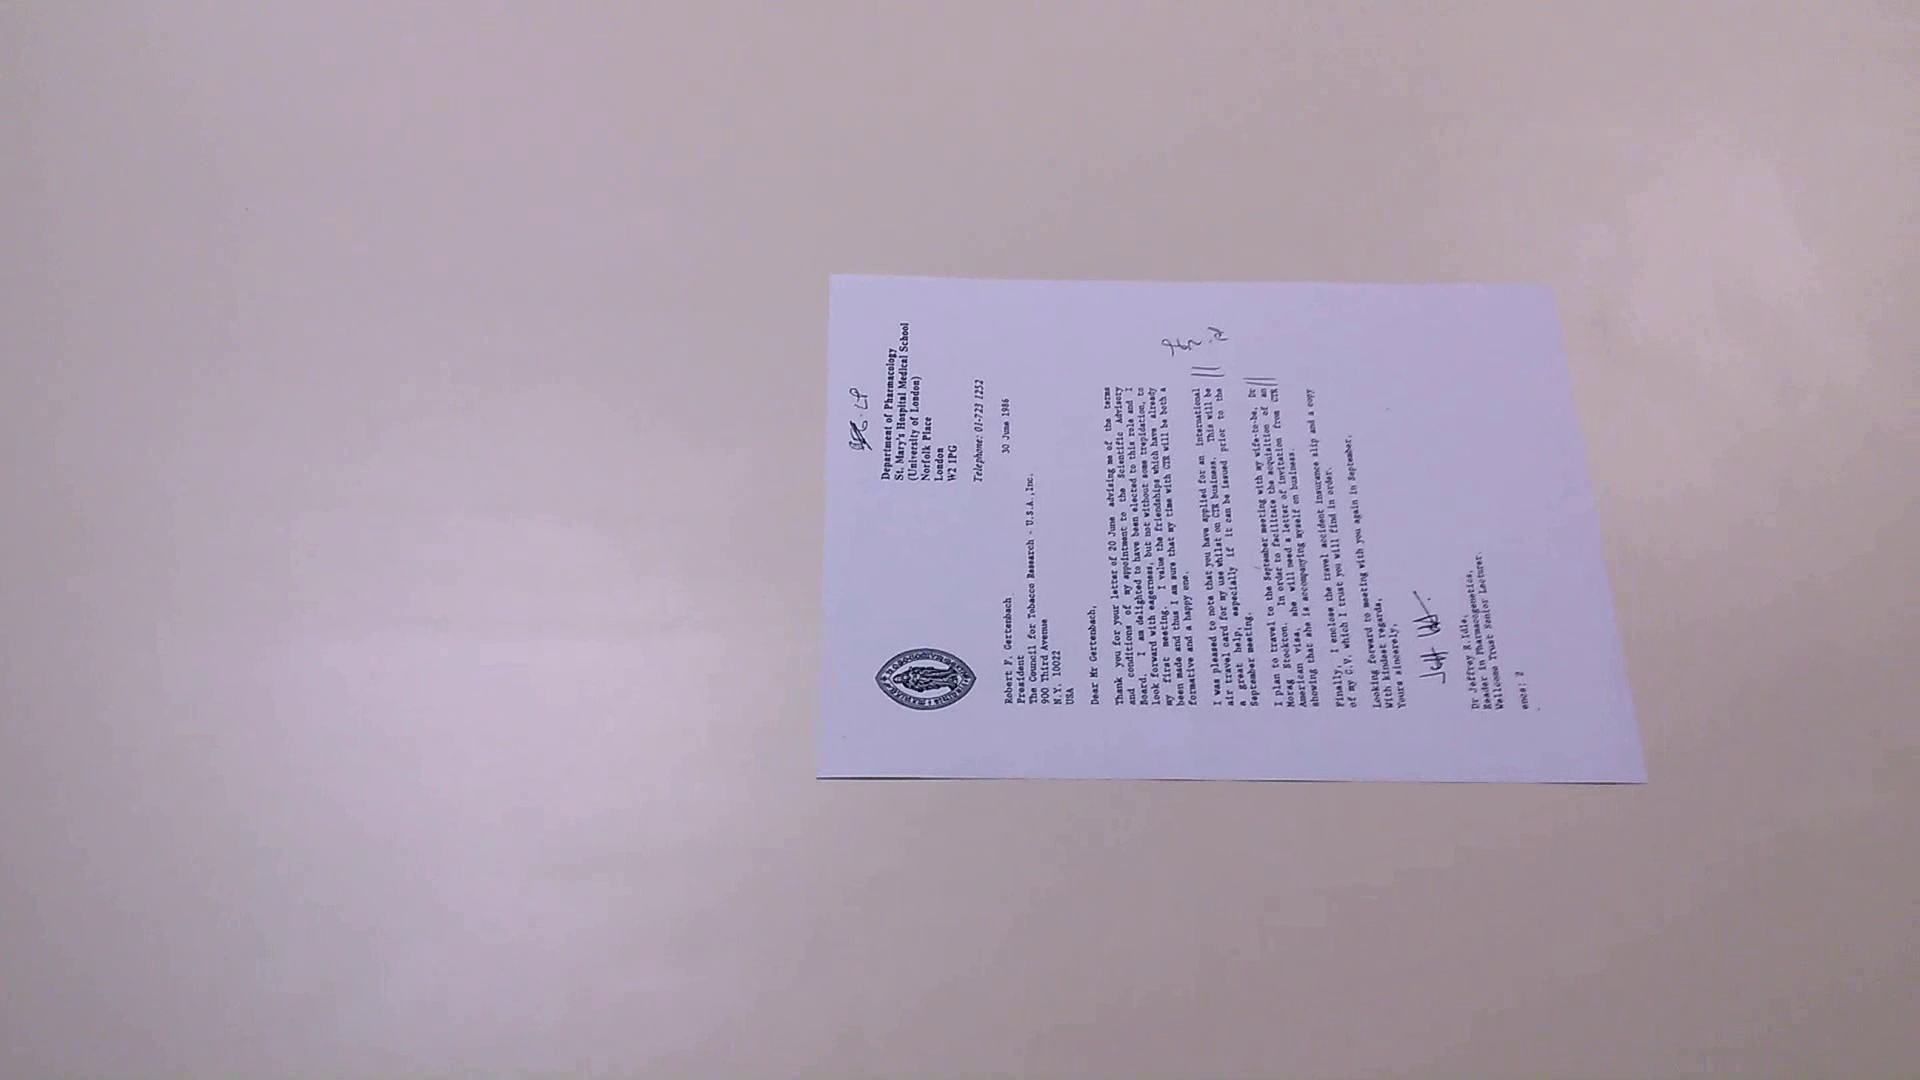 Department of Pharmacology
St. Mary's Hospital Medical School
(University of London)
Norfolk Place
London
W2 1PG
Telephone: 01-723 1252
30 June 1986
Robert F. Gertenbach
President
The Council for Tobacco Research - U.S.A., Inc.
900 Third Avenue
N.Y. 10022
USA
Dear Mr Gertenbach,
Thank you for your letter of 20 June advising me of the terms
and conditions of my appointment to the Scientific Advisory
Board. I am delighted to have been elected to this role and I
look forward with eagerness, but not without some trepidation, to
my first meeting. I value the friendships which have already
been made and thus I am sure that my time with CTR will be both a
formative and a happy one.
I was pleased to note that you have applied for an International
air travel card for my use whilst on CTR business. This will be
a great help, especially if it can be issued prior to the
September meeting.
I plan to travel to the September meeting with my wife-to-be, Dr
Morag Stockton. In order to facilitate the acquisition of an
American visa, she will need a letter of invitation from CTR
showing that she is accompanying myself on business.
Finally, I enclose the travel accident insurance slip and a copy
of my C.V. which I trust you will find in order.
Looking forward to meeting with you again in September.
With kindest regards,
Yours sincerely,
Dr Jeffrey R. Idle,
Reader in Pharmacogenetics,
Wellcome Trust Senior Lecturer.
encs: 2